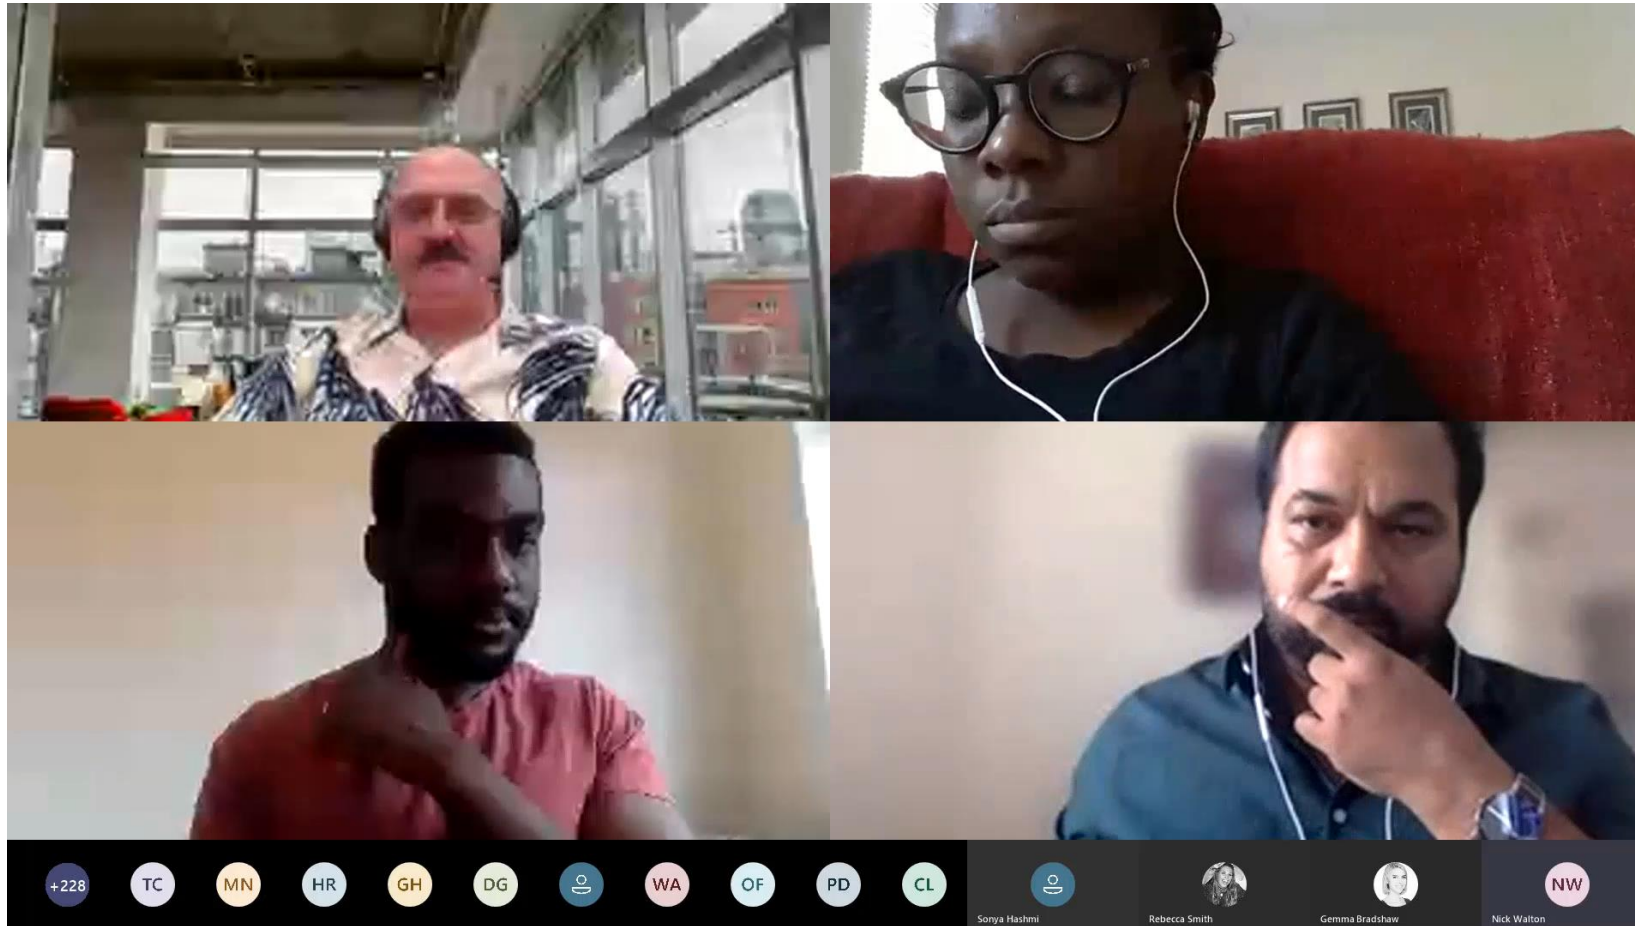 +228
TC
MN
HR
GH
DG
WA
OF
PD
CL
NW
Sonya Hashmi
Rebecca Smith
Gemma Bradshaw
Nick Walton